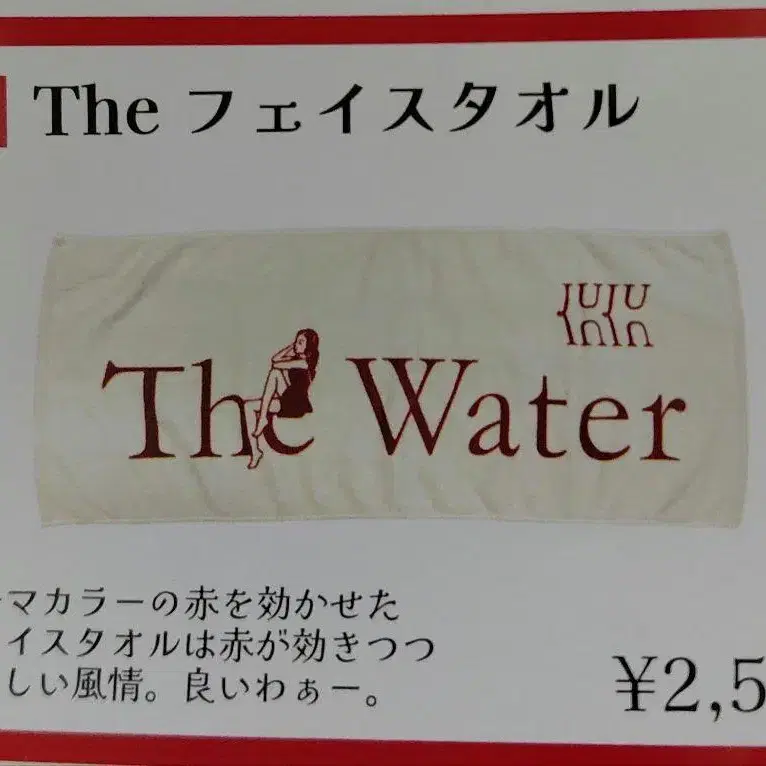 The フェイスタオル
JUJU
The Water
マカラーの赤を効かせた
イスタオルは赤が効きつつ
しい風情。良いわぁー。
¥2,5